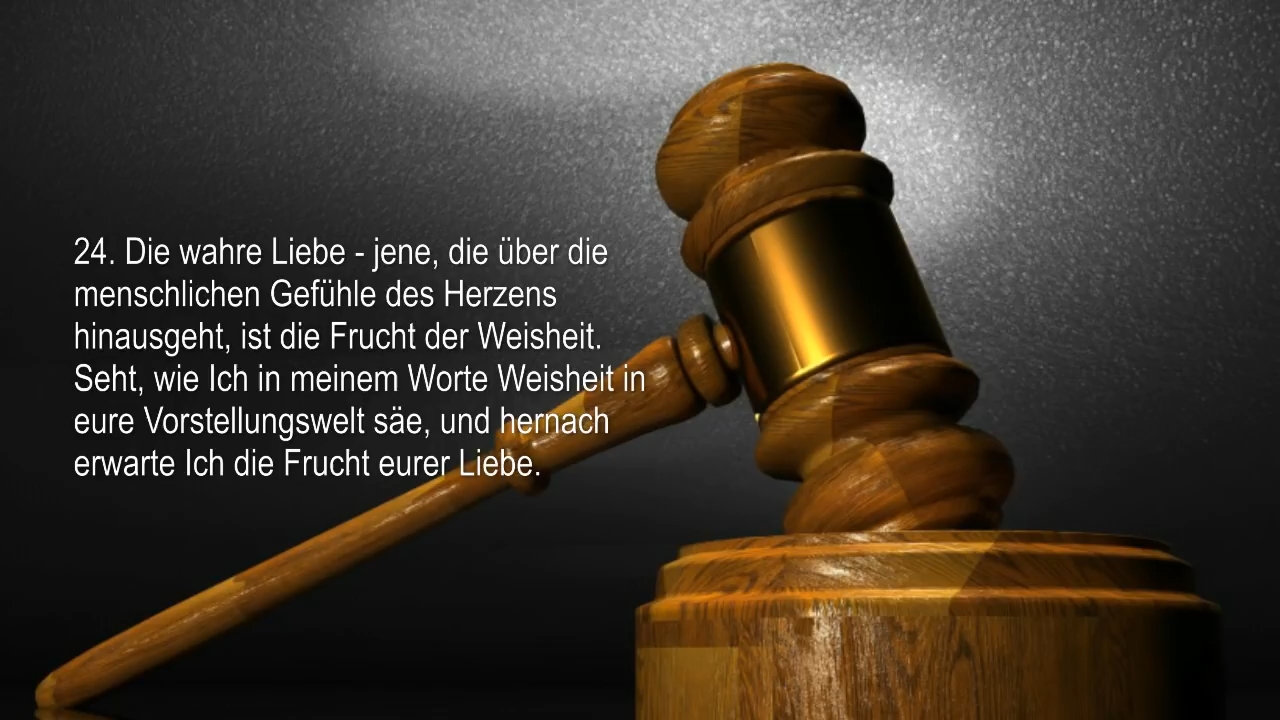 24. Die wahre Liebe - jene, die über die
menschlichen Gefühle des Herzens
hinausgeht, ist die Frucht der Weisheit.
Seht, wie Ich in meinem Worte Weisheit in
eure Vorstellungswelt säe, und hernach
erwarte Ich die Frucht eurer Liebe.